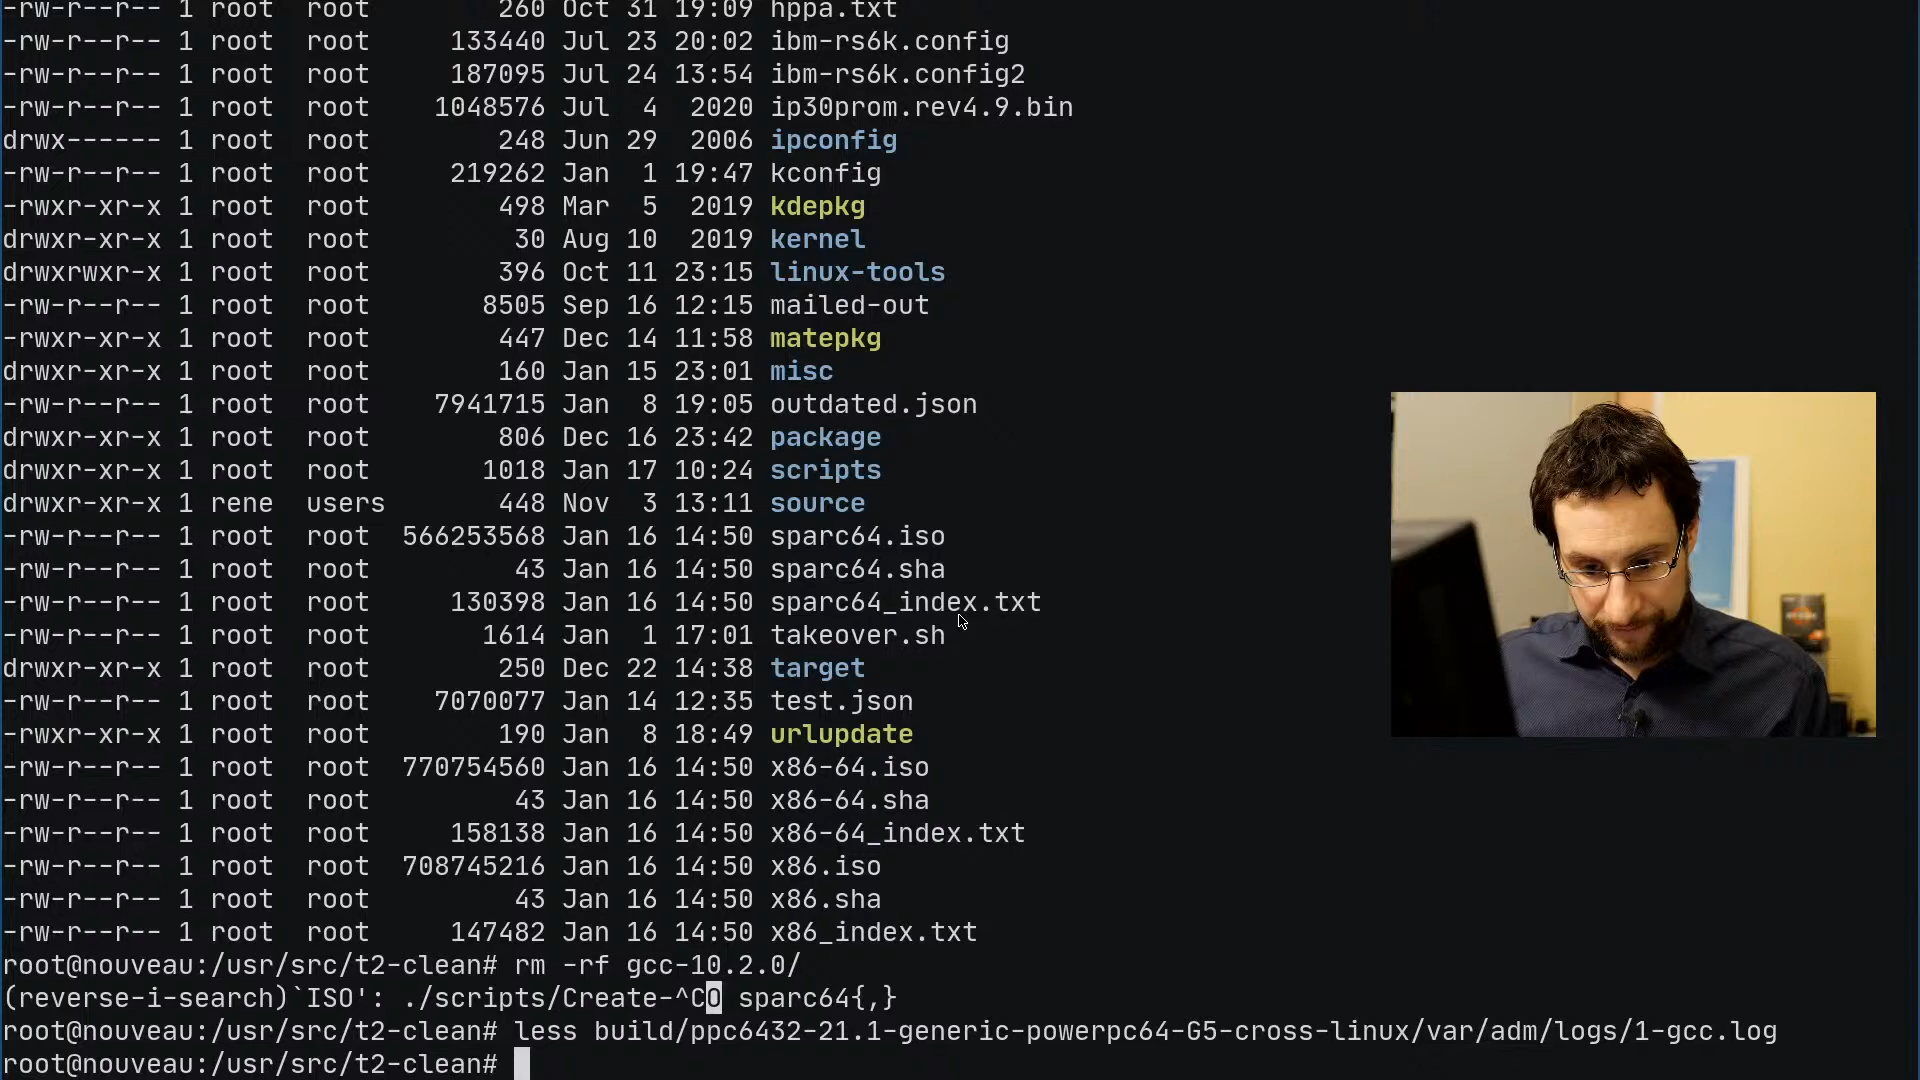 -rw-r--r-- 1 root  root        260 Oct 31 19:09 hppa.txt
-rw-r--r-- 1 root  root     133440 Jul 23 20:02 ibm-rs6k.config
-rw-r--r-- 1 root  root     187095 Jul 24 13:54 ibm-rs6k.config2
-rw-r--r-- 1 root  root    1048576 Jul  4  2020 ip30prom.rev4.9.bin
drwx------ 1 root  root        248 Jun 29  2006 ipconfig
-rw-r--r-- 1 root  root     219262 Jan  1 19:47 kconfig
-rwxr-xr-x 1 root  root        498 Mar  5  2019 kdepkg
drwxr-xr-x 1 root  root         30 Aug 10  2019 kernel
drwxrwxr-x 1 root  root        396 Oct 11 23:15 linux-tools
-rw-r--r-- 1 root  root       8505 Sep 16 12:15 mailed-out
-rwxr-xr-x 1 root  root        447 Dec 14 11:58 matepkg
drwxr-xr-x 1 root  root        160 Jan 15 23:01 misc
-rw-r--r-- 1 root  root    7941715 Jan  8 19:05 outdated.json
drwxr-xr-x 1 root  root        806 Dec 16 23:42 package
drwxr-xr-x 1 root  root       1018 Jan 17 10:24 scripts
drwxr-xr-x 1 rene  users       448 Nov  3 13:11 source
-rw-r--r-- 1 root  root  566253568 Jan 16 14:50 sparc64.iso
-rw-r--r-- 1 root  root         43 Jan 16 14:50 sparc64.sha
-rw-r--r-- 1 root  root     130398 Jan 16 14:50 sparc64_index.txt
-rw-r--r-- 1 root  root       1614 Jan  1 17:01 takeover.sh
drwxr-xr-x 1 root  root        250 Dec 22 14:38 target
-rw-r--r-- 1 root  root    7070077 Jan 14 12:35 test.json
-rwxr-xr-x 1 root  root        190 Jan  8 18:49 urlupdate
-rw-r--r-- 1 root  root  770754560 Jan 16 14:50 x86-64.iso
-rw-r--r-- 1 root  root         43 Jan 16 14:50 x86-64.sha
-rw-r--r-- 1 root  root     158138 Jan 16 14:50 x86-64_index.txt
-rw-r--r-- 1 root  root  708745216 Jan 16 14:50 x86.iso
-rw-r--r-- 1 root  root         43 Jan 16 14:50 x86.sha
-rw-r--r-- 1 root  root     147482 Jan 16 14:50 x86_index.txt
root@nouveau:/usr/src/t2-clean# rm -rf gcc-10.2.0/
(reverse-i-search)`ISO': ./scripts/Create-^CO sparc64{,}
root@nouveau:/usr/src/t2-clean# less build/ppc6432-21.1-generic-powerpc64-G5-cross-linux/var/adm/logs/1-gcc.log
root@nouveau:/usr/src/t2-clean#